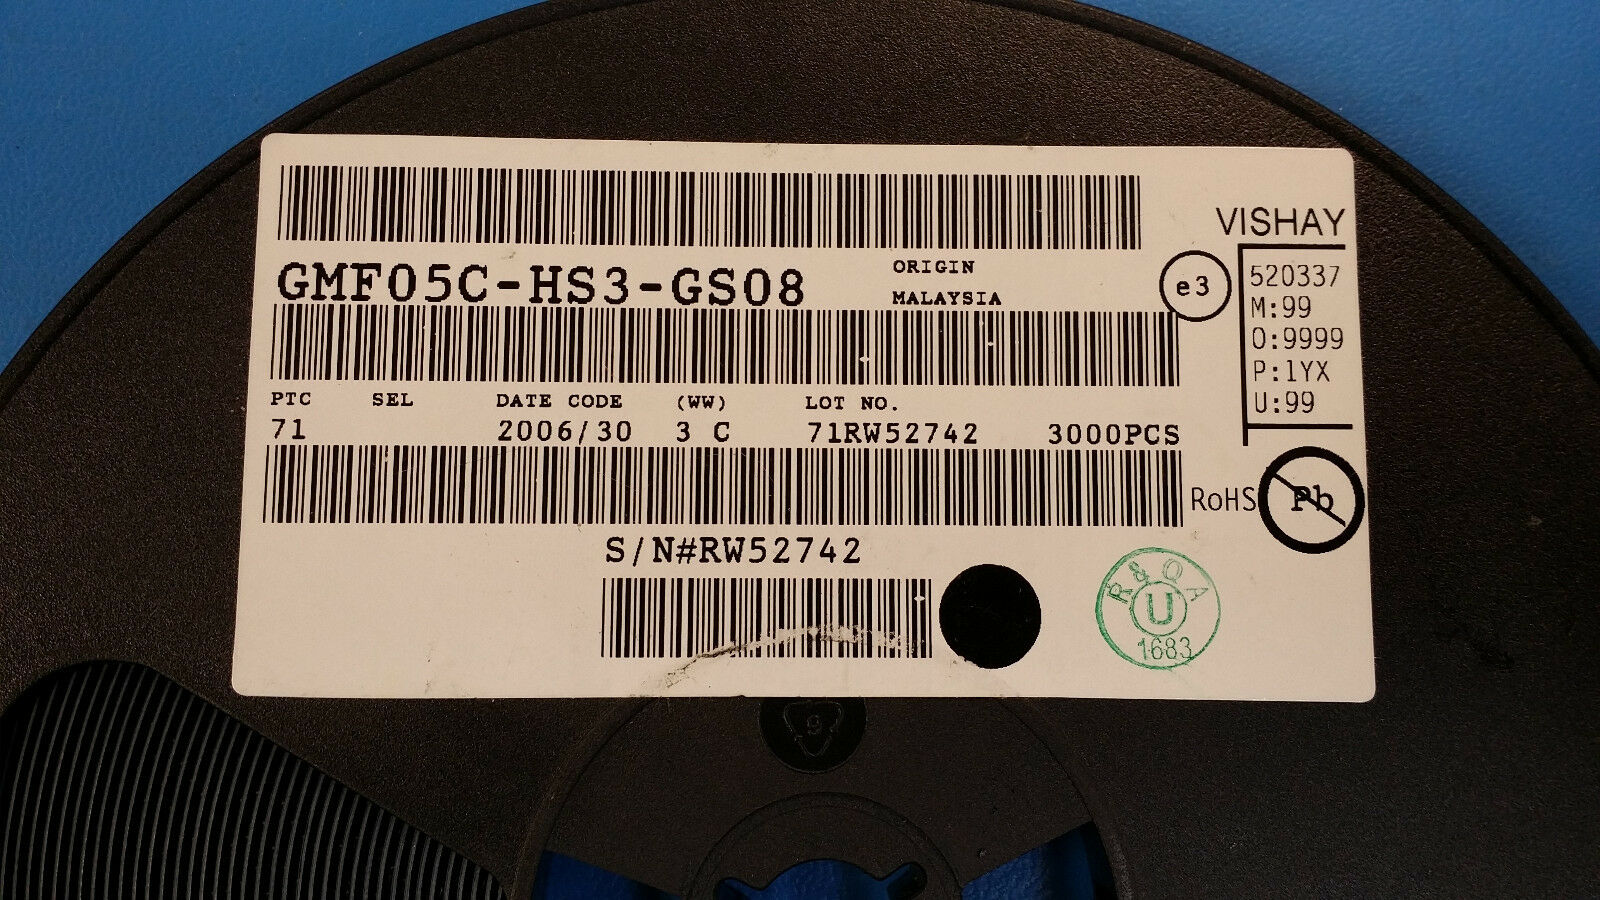 VISHAY
GMF05C-HS3-GS08
ORIGIN
MALAYSIA
e3
520337
M:99
O:9999
P:1YX
U:99
PTC SEL DATE CODE (WW) LOT NO.
71 2006/30 3 C 71RW52742 3000PCS
RoHS Pb
S/N#RW52742
R & Q A
U
1683